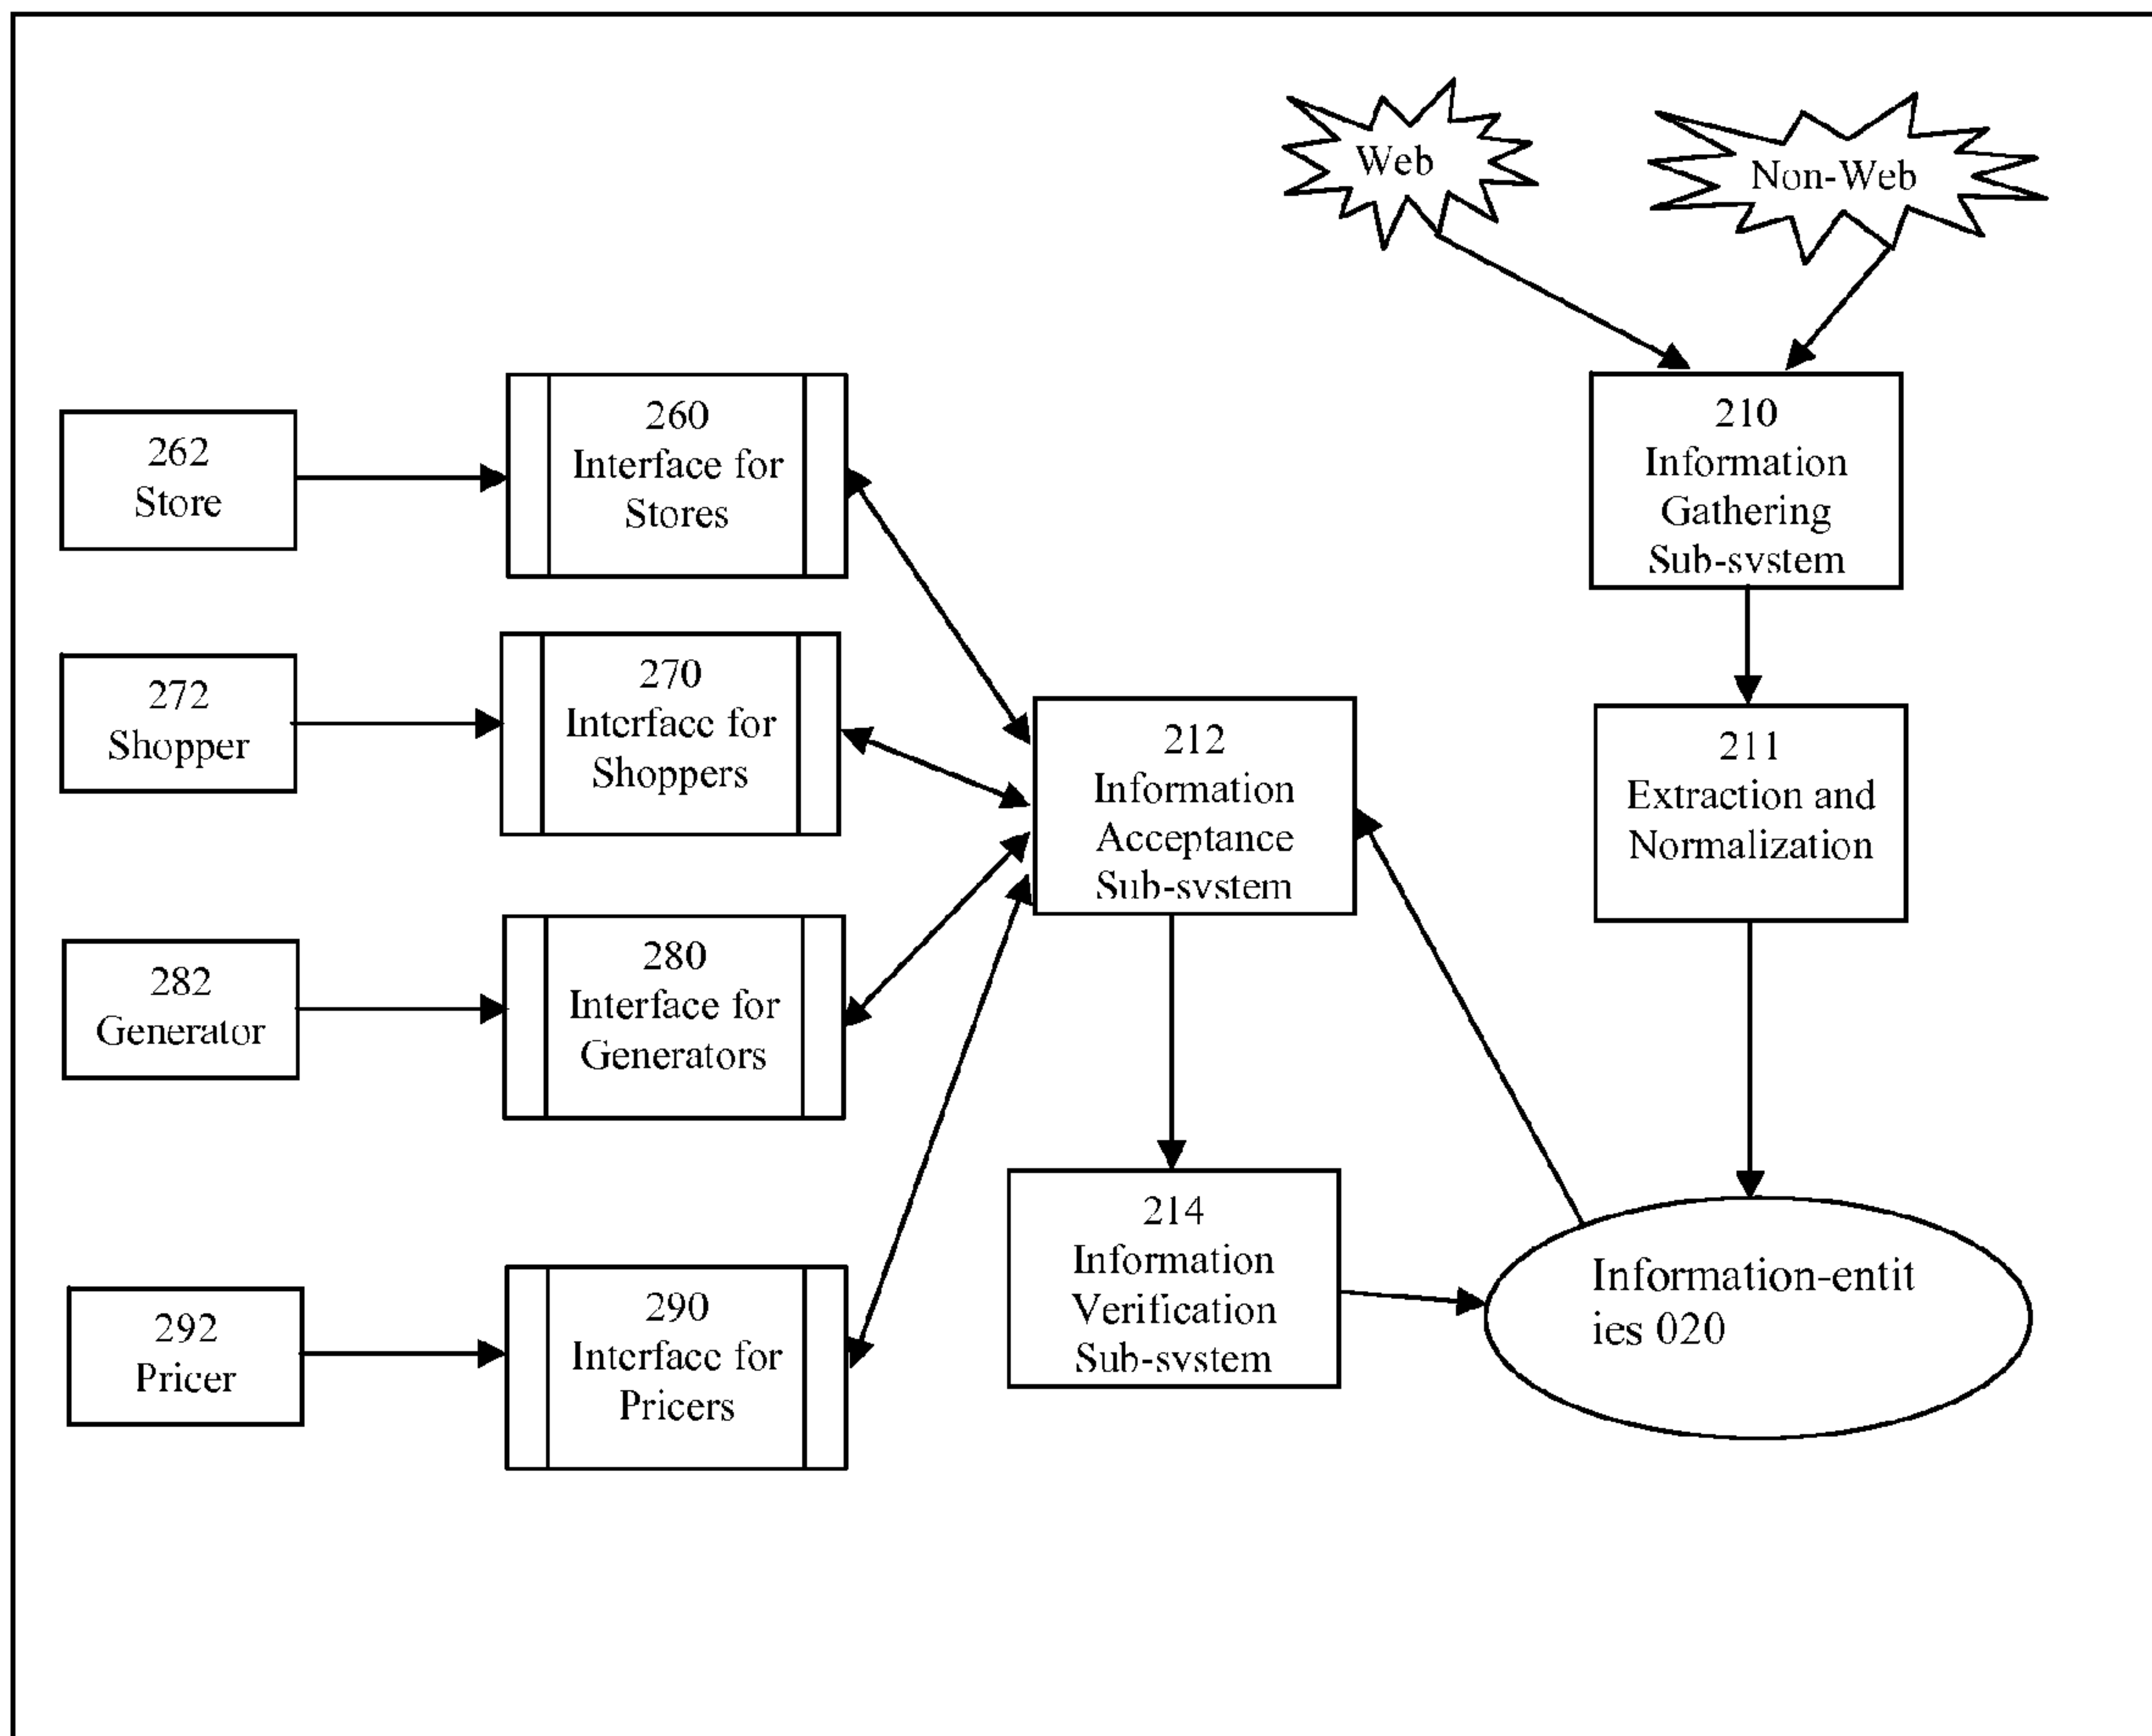 Web
Non-Web
210
Information
Gathering
Sub-system
260
Interface for
Stores
262
Store
270
Interface for
Shoppers
272
Shopper
212
Information
Acceptance
Sub-system
211
Extraction and
Normalization
280
Interface for
Generators
282
Generator
214
Information
Verification
Sub-system
Information-entit
ies 020
290
Interface for
Pricers
292
Pricer